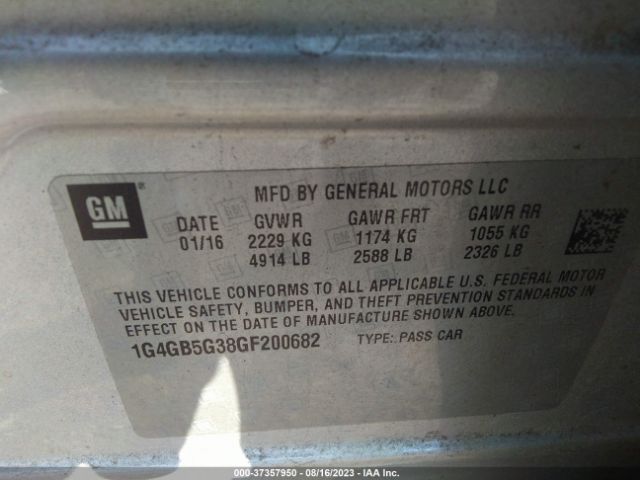 GM
MFD BY GENERAL MOTORS LLC
DATE GVWR GAWR FRT GAWR RR
01/16 2229 KG 1174 KG 1055 KG
4914 LB 2588 LB 2326 LB
THIS VEHICLE CONFORMS TO ALL APPLICABLE U.S. FEDERAL MOTOR
VEHICLE SAFETY, BUMPER, AND THEFT PREVENTION STANDARDS IN
EFFECT ON THE DATE OF MANUFACTURE SHOWN ABOVE.
1G4GB5G38GF200682 TYPE: PASS CAR
000-37357950 - 08/16/2023 - IAA Inc.